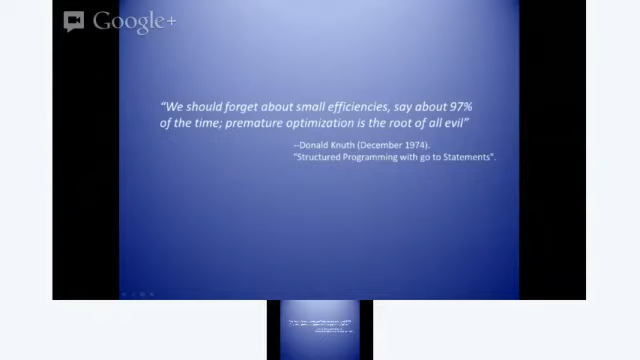 Google+
“We should forget about small efficiencies, say about 97%
of the time; premature optimization is the root of all evil”
--Donald Knuth (December 1974).
“Structured Programming with go to Statements”.